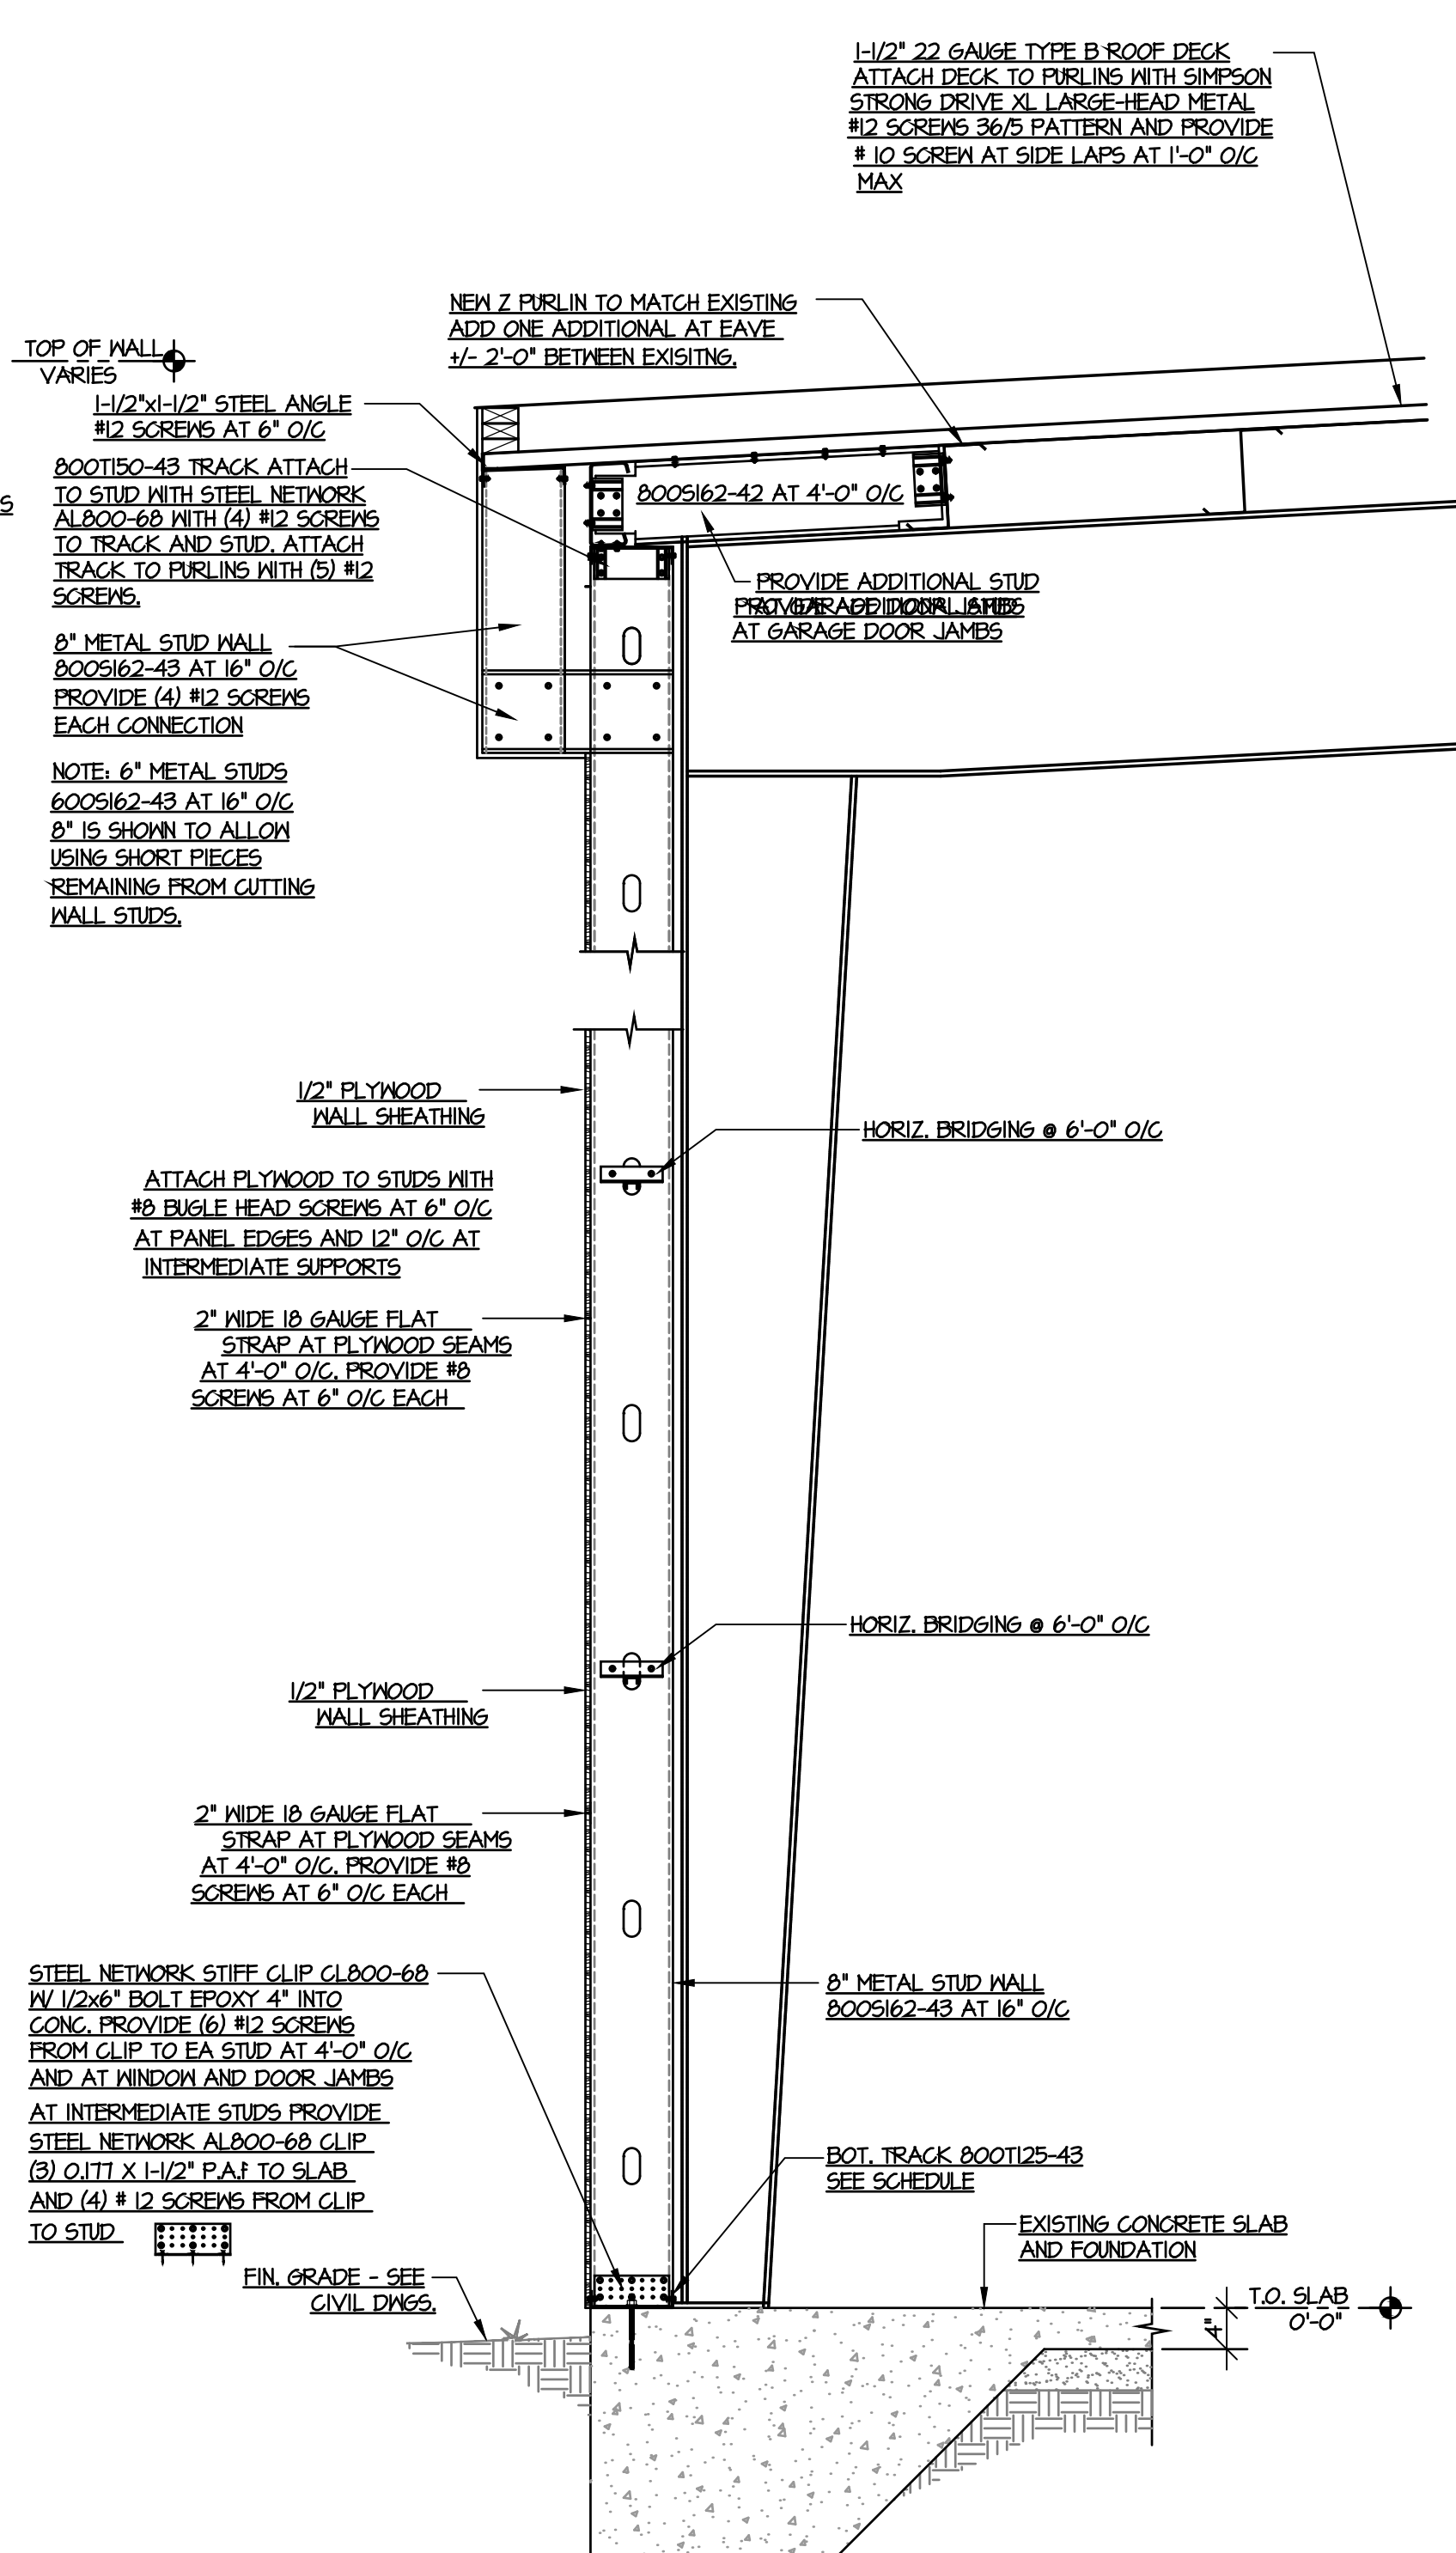 1-1/2" 22 GAUGE TYPE B ROOF DECK
ATTACH DECK TO PURLINS WITH SIMPSON
STRONG DRIVE XL LARGE-HEAD METAL
#12 SCREWS 36/5 PATTERN AND PROVIDE
# 10 SCREW AT SIDE LAPS AT 1'-0" O/C
MAX
NEW Z PURLIN TO MATCH EXISTING
ADD ONE ADDITIONAL AT EAVE
+/- 2'-0" BETWEEN EXISITNG.
TOP OF WALL
VARIES
1-1/2"x1-1/2" STEEL ANGLE
#12 SCREWS AT 6" O/C
S
800T150-43 TRACK ATTACH
TO STUD WITH STEEL NETWORK
AL800-68 WITH (4) #12 SCREWS
TO TRACK AND STUD. ATTACH
TRACK TO PURLINS WITH (5) #12
SCREWS.
800S162-42 AT 4'-0" O/C
PROVIDE ADDITIONAL STUD
AT GARAGE DOOR JAMBS
8" METAL STUD WALL
800S162-43 AT 16" O/C
PROVIDE (4) #12 SCREWS
EACH CONNECTION
NOTE: 6" METAL STUDS
600S162-43 AT 16" O/C
8" IS SHOWN TO ALLOW
USING SHORT PIECES
REMAINING FROM CUTTING
WALL STUDS.
1/2" PLYWOOD
WALL SHEATHING
HORIZ. BRIDGING @ 6'-0" O/C
ATTACH PLYWOOD TO STUDS WITH
#8 BUGLE HEAD SCREWS AT 6" O/C
AT PANEL EDGES AND 12" O/C AT
INTERMEDIATE SUPPORTS
2" WIDE 18 GAUGE FLAT
STRAP AT PLYWOOD SEAMS
AT 4'-0" O/C. PROVIDE #8
SCREWS AT 6" O/C EACH
HORIZ. BRIDGING @ 6'-0" O/C
1/2" PLYWOOD
WALL SHEATHING
2" WIDE 18 GAUGE FLAT
STRAP AT PLYWOOD SEAMS
AT 4'-0" O/C. PROVIDE #8
SCREWS AT 6" O/C EACH
STEEL NETWORK STIFF CLIP CL800-68
W/ 1/2x6" BOLT EPOXY 4" INTO
CONC. PROVIDE (6) #12 SCREWS
FROM CLIP TO EA STUD AT 4'-0" O/C
AND AT WINDOW AND DOOR JAMBS
AT INTERMEDIATE STUDS PROVIDE
STEEL NETWORK AL800-68 CLIP
(3) 0.177 X 1-1/2" P.A.F TO SLAB
AND (4) # 12 SCREWS FROM CLIP
TO STUD
8" METAL STUD WALL
800S162-43 AT 16" O/C
BOT. TRACK 800T125-43
SEE SCHEDULE
EXISTING CONCRETE SLAB
AND FOUNDATION
FIN. GRADE - SEE
CIVIL DWGS.
T.O. SLAB
0'-0"
4"